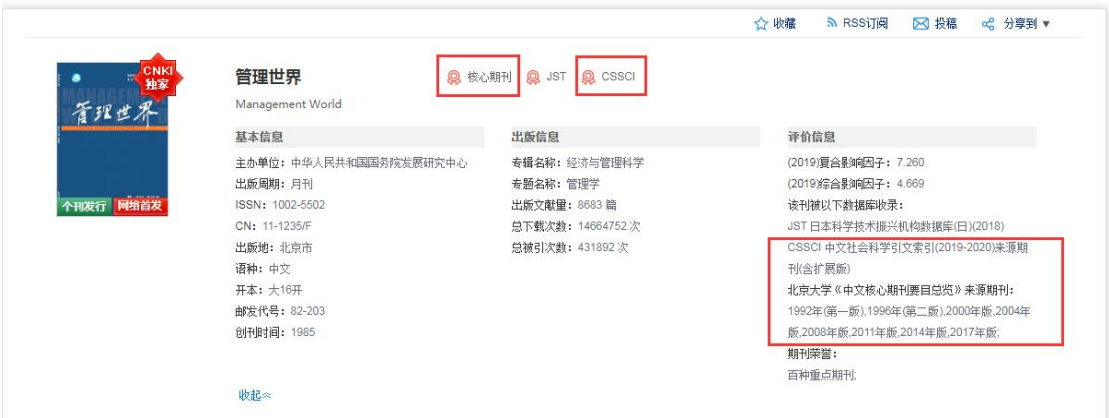 收藏 RSS订阅 投稿 分享到▼
CNKI
独家
管理世界
个刊发行 网络首发
管理世界 核心期刊 JST CSSCI
Management World
基本信息
主办单位：中华人民共和国国务院发展研究中心
出版周期：月刊
ISSN：1002-5502
CN：11-1235/F
出版地：北京市
语种：中文
开本：大16开
邮发代号：82-203
创刊时间：1985
出版信息
专辑名称：经济与管理科学
专题名称：管理学
出版文献量：8683 篇
总下载次数：14664752 次
总被引次数：431892 次
评价信息
(2019)复合影响因子：7.260
(2019)综合影响因子：4.669
该刊被以下数据库收录：
JST 日本科学技术振兴机构数据库(日)(2018)
CSSCI 中文社会科学引文索引(2019-2020)来源期
刊(含扩展版)
北京大学《中文核心期刊要目总览》来源期刊：
1992年(第一版),1996年(第二版),2000年版,2004年
版,2008年版,2011年版,2014年版,2017年版;
期刊荣誉：
百种重点期刊;
收起